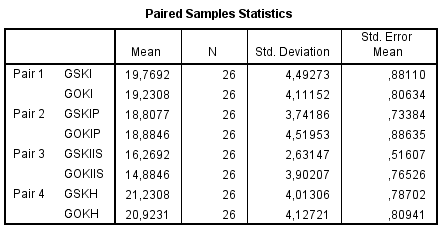 Paired Samples Statistics
Mean N Std. Deviation Std. Error Mean
Pair 1 GSKI 19,7692 26 4,49273 ,88110
GOKI 19,2308 26 4,11152 ,80634
Pair 2 GSKIP 18,8077 26 3,74186 ,73384
GOKIP 18,8846 26 4,51953 ,88635
Pair 3 GSKIIS 16,2692 26 2,63147 ,51607
GOKIIS 14,8846 26 3,90207 ,76526
Pair 4 GSKH 21,2308 26 4,01306 ,78702
GOKH 20,9231 26 4,12721 ,80941